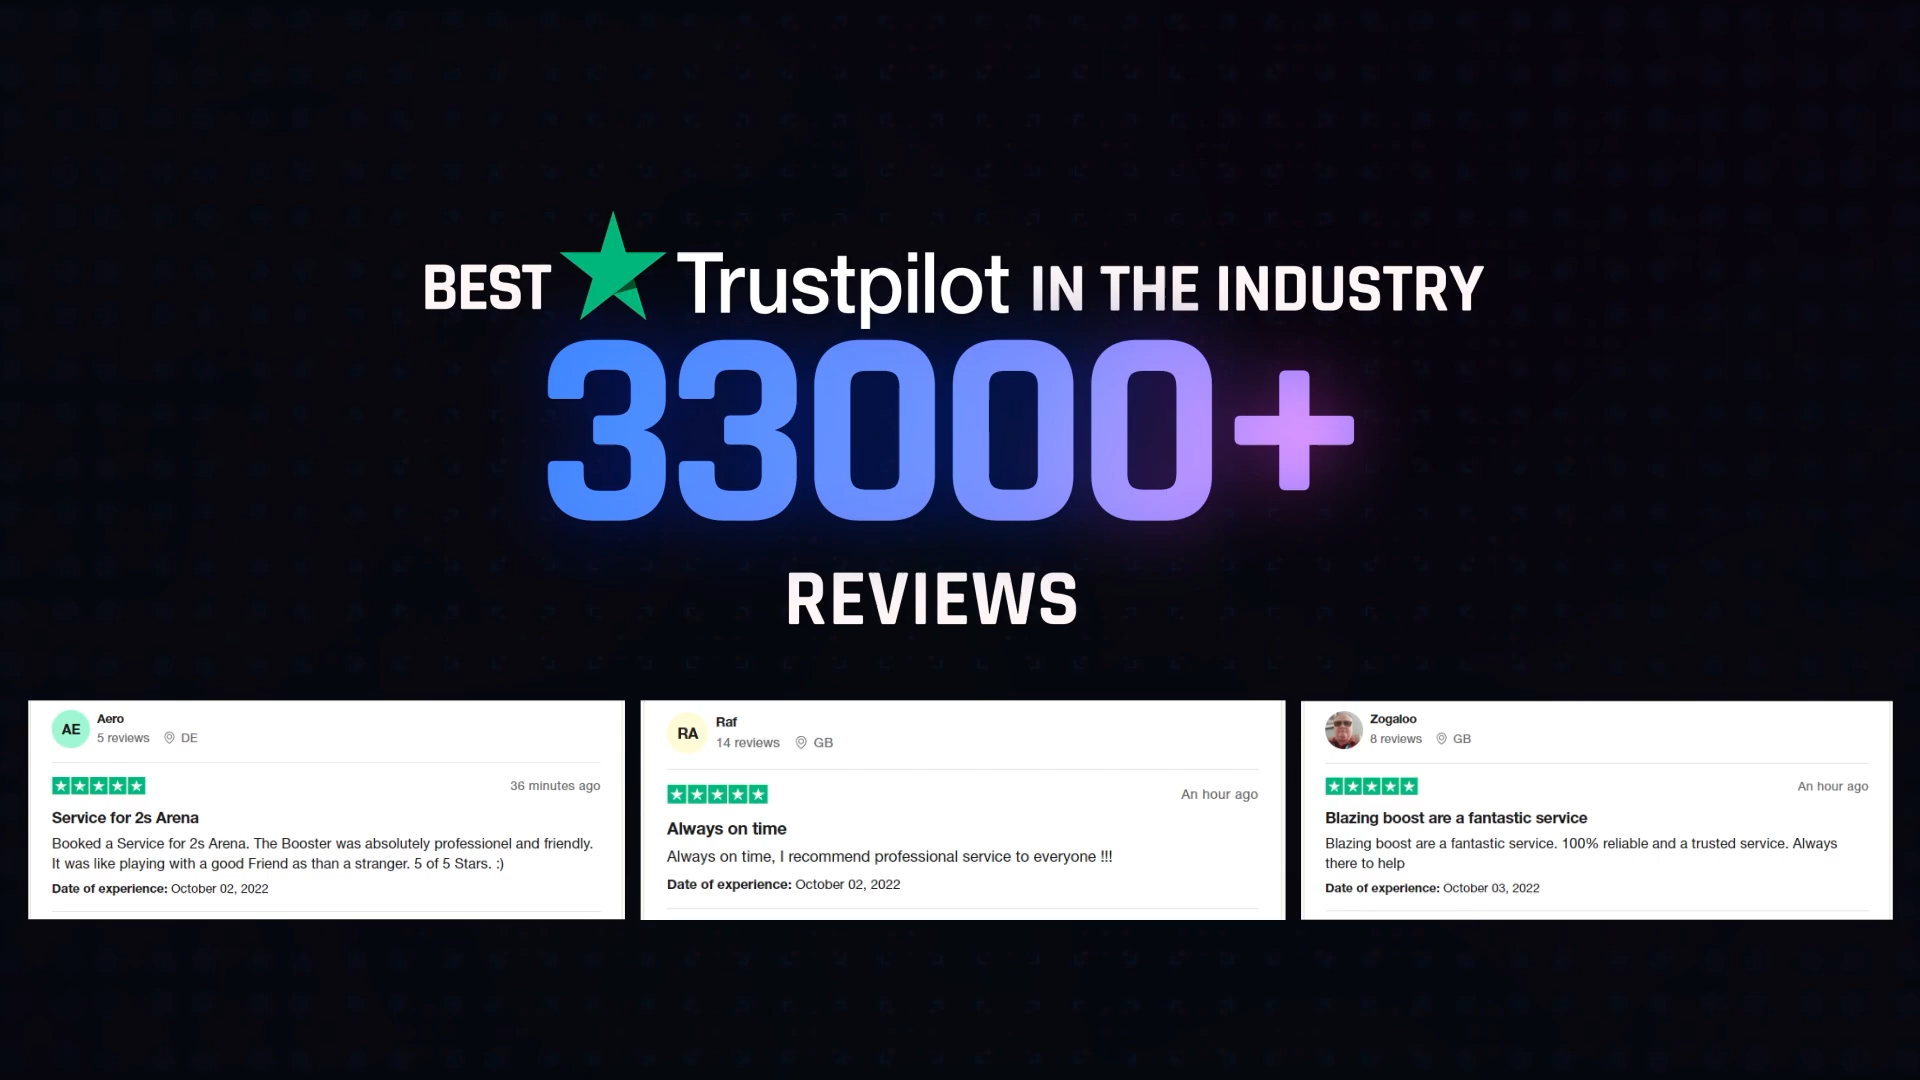 BEST Trustpilot IN THE INDUSTRY
33000+
REVIEWS
AE
Aero
5 reviews DE
36 minutes ago
Service for 2s Arena
Booked a Service for 2s Arena. The Booster was absolutely professionel and friendly.
It was like playing with a good Friend as than a stranger. 5 of 5 Stars. :)
Date of experience: October 02, 2022
RA
Raf
14 reviews GB
An hour ago
Always on time
Always on time, I recommend professional service to everyone !!!
Date of experience: October 02, 2022
Zogaloo
8 reviews GB
An hour ago
Blazing boost are a fantastic service
Blazing boost are a fantastic service. 100% reliable and a trusted service. Always
there to help
Date of experience: October 03, 2022